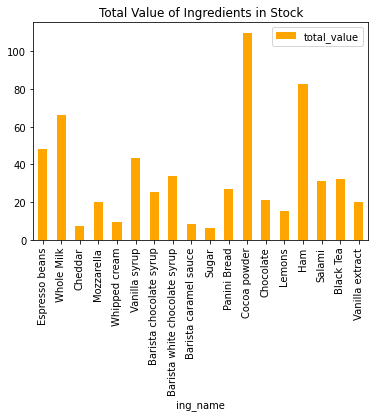 Total Value of Ingredients in Stock
total_value
100
80
60
40
20
0
Espresso beans
Whole Milk
Cheddar
Mozzarella
Whipped cream
Vanilla syrup
Barista chocolate syrup
Barista white chocolate syrup
Barista caramel sauce
Sugar
Panini Bread
Cocoa powder
Chocolate
Lemons
Ham
Salami
Black Tea
Vanilla extract
ing_name